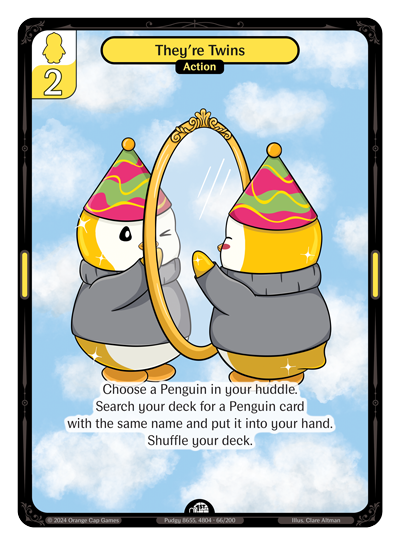 They're Twins
Action
2
Choose a Penguin in your huddle.
Search your deck for a Penguin card
with the same name and put it into your hand.
Shuffle your deck.
© 2024 Orange Cap Games
Pudgy 8655, 4804 · 66/200
Illus. Clare Altman